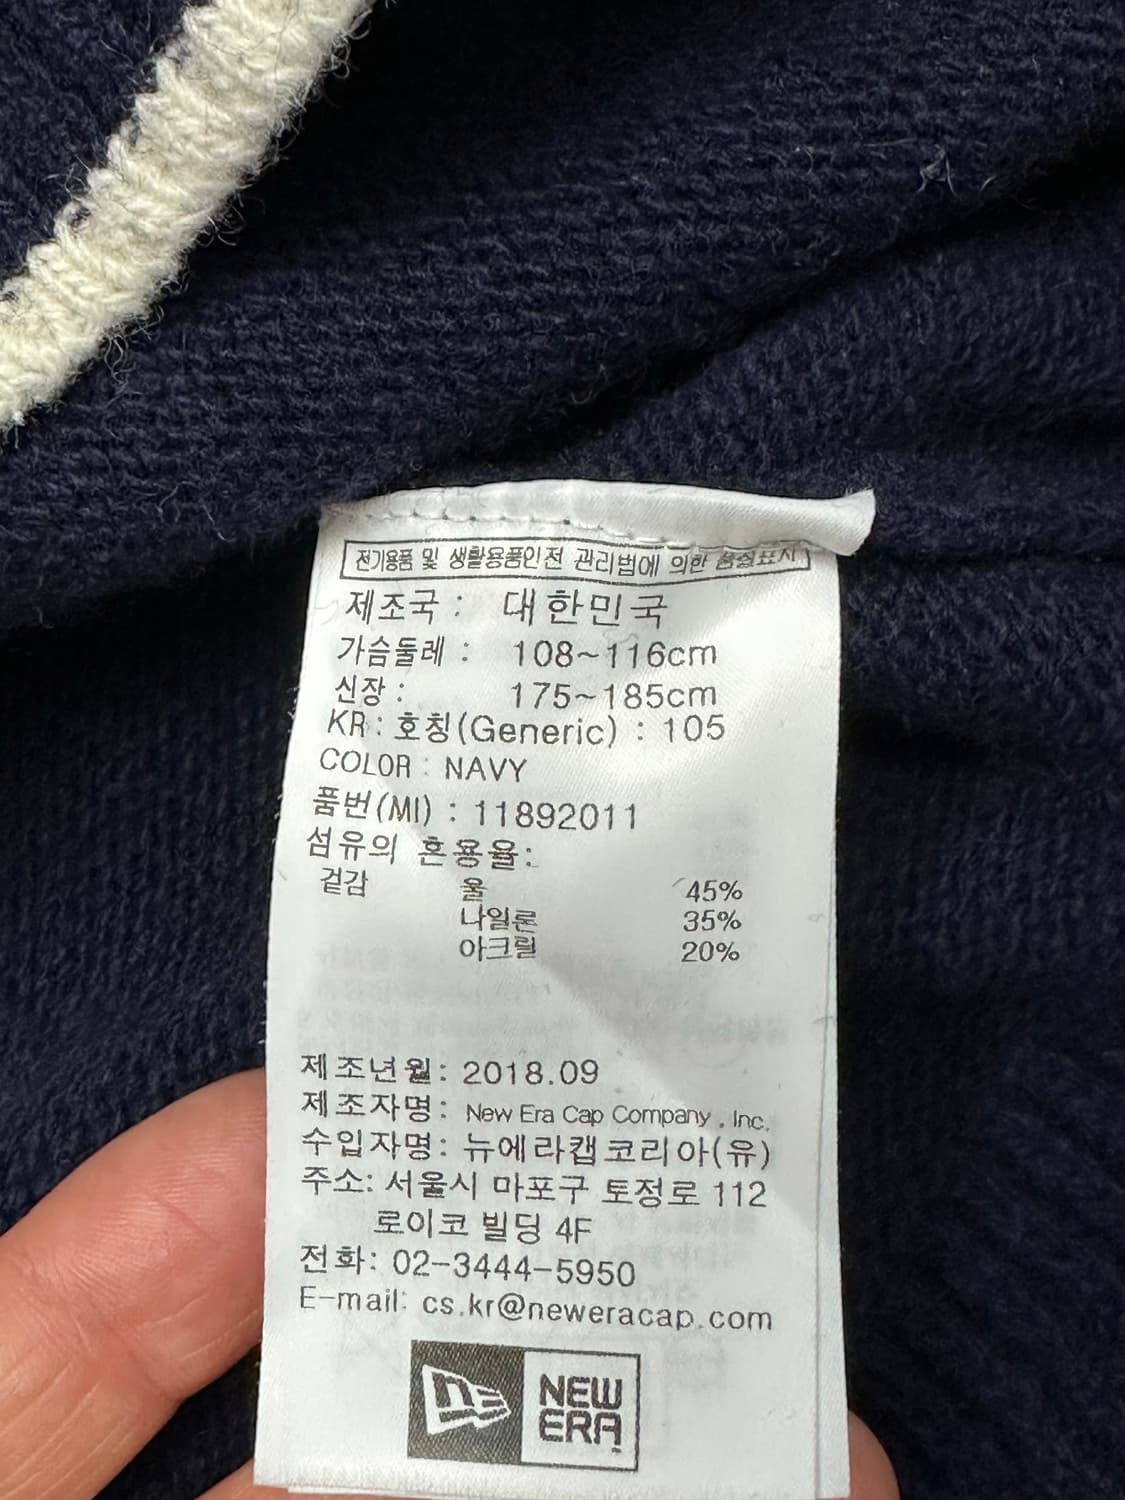 전기용품 및 생활용품안전 관리법에 의한 품질표시
제조국 : 대한민국
가슴둘레 : 108~116cm
신장 : 175~185cm
KR : 호칭(Generic) : 105
COLOR : NAVY
품번(MI) : 11892011
섬유의 혼용율:
겉감 울 45%
나일론 35%
아크릴 20%
제조년월: 2018.09
제조자명: New Era Cap Company , Inc.
수입자명: 뉴에라캡코리아(유)
주소: 서울시 마포구 토정로 112
로이코 빌딩 4F
전화: 02-3444-5950
E-mail: cs.kr@neweracap.com
NEW
ERA